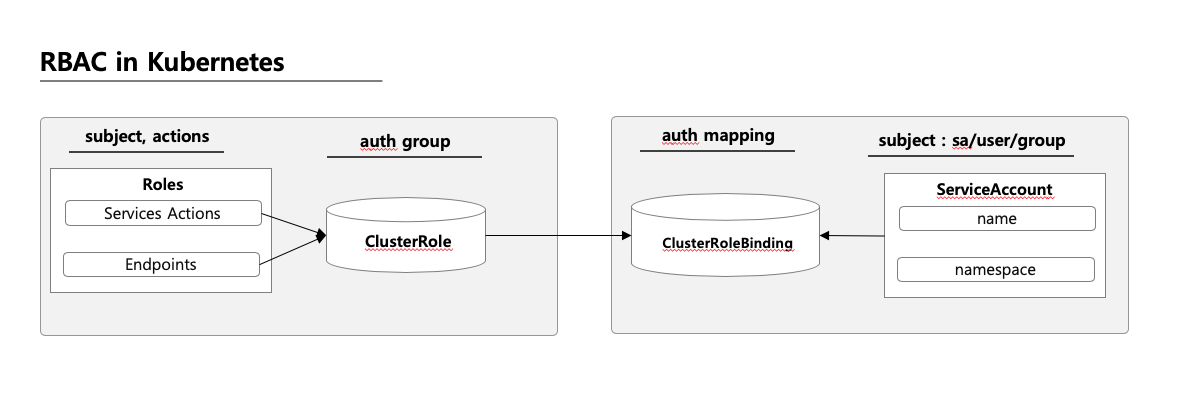 RBAC in Kubernetes
subject, actions
auth group
Roles
Services Actions
Endpoints
ClusterRole
auth mapping
subject : sa/user/group
ClusterRoleBinding
ServiceAccount
name
namespace